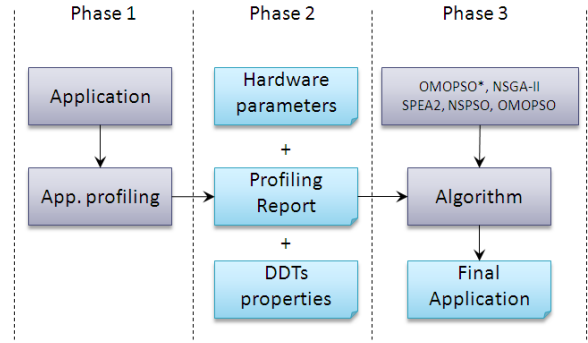 Phase 1
Phase 2
Phase 3
Application
App. profiling
Hardware
parameters
+
Profiling
Report
+
DDTs
properties
OMOPSO*, NSGA-II
SPEA2, NSPSO, OMOPSO
Algorithm
Final
Application